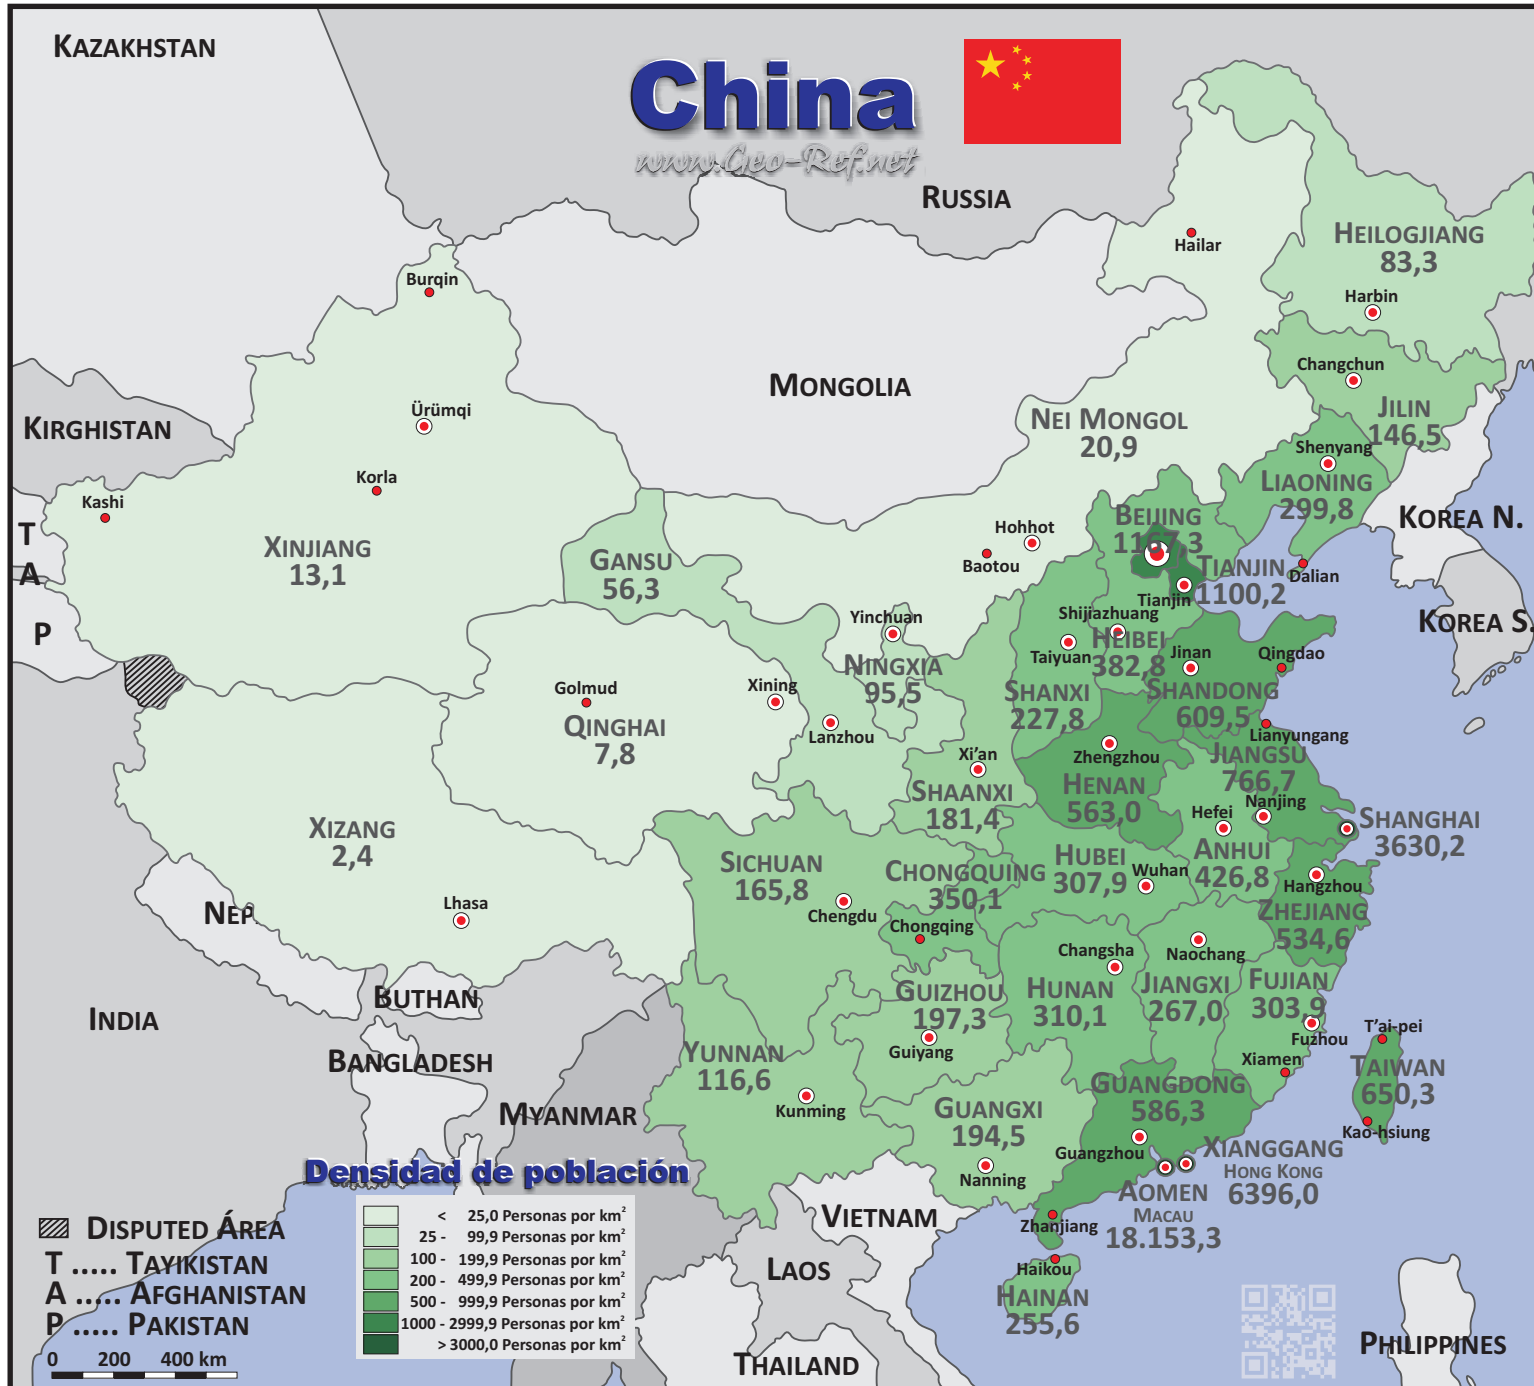 KAZAKHSTAN
China
www.Geo-Ref.net
RUSSIA
Hailar
HEILOGJIANG
83,3
Harbin
Burqin
Changchun
MONGOLIA
JILIN
146,5
NEI MONGOL
20,9
Ürümqi
KIRGHISTAN
Shenyang
LIAONING
299,8
Korla
Kashi
KOREA N.
T
A
P
XINJIANG
13,1
GANSU
56,3
Hohhot
Baotou
BEIJING
1167,3
TIANJIN
1100,2
Tianjin
Dalian
KOREA S.
Yinchuan
Shijiazhuang
HEIBEI
382,8
Taiyuan
Jinan
Qingdao
NINGXIA
95,5
SHANXI
227,8
SHANDONG
609,5
Golmud
Xining
QINGHAI
7,8
Lanzhou
Lianyungang
Xi'an
Zhengzhou
JIANGSU
766,7
SHAANXI
181,4
HENAN
563,0
Hefei
Nanjing
SHANGHAI
3630,2
XIZANG
2,4
ANHUI
426,8
SICHUAN
165,8
CHONGQUING
350,1
HUBEI
307,9
Wuhan
Hangzhou
ZHEJIANG
534,6
NEP
Lhasa
Chengdu
Chongqing
Changsha
Naochang
BUTHAN
GUIZHOU
197,3
HUNAN
310,1
JIANGXI
267,0
FUJIAN
303,9
INDIA
Guiyang
Fuzhou
T'ai-pei
BANGLADESH
YUNNAN
116,6
Xiamen
TAIWAN
650,3
Kunming
GUANGDONG
586,3
MYANMAR
GUANGXI
194,5
Kao-hsiung
Guangzhou
XIANGGANG
HONG KONG
6396,0
Nanning
AOMEN
MACAU
18.153,3
VIETNAM
Zhanjiang
LAOS
Haikou
HAINAN
255,6
THAILAND
PHILIPPINES
Densidad de población
< 25,0 Personas por km²
25 - 99,9 Personas por km²
100 - 199,9 Personas por km²
200 - 499,9 Personas por km²
500 - 999,9 Personas por km²
1000 - 2999,9 Personas por km²
> 3000,0 Personas por km²
DISPUTED ÁREA
T ..... TAYIKISTAN
A ..... AFGHANISTAN
P ..... PAKISTAN
0 200 400 km